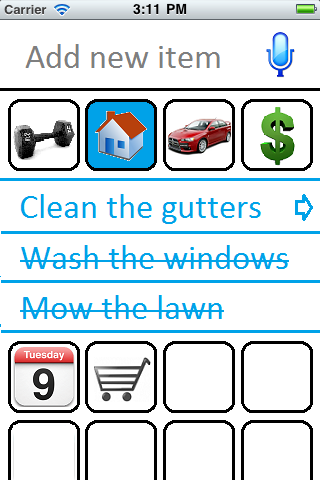 Carrier 3:11 PM
Add new item
$
Clean the gutters
Wash the windows
Mow the lawn
Tuesday
9